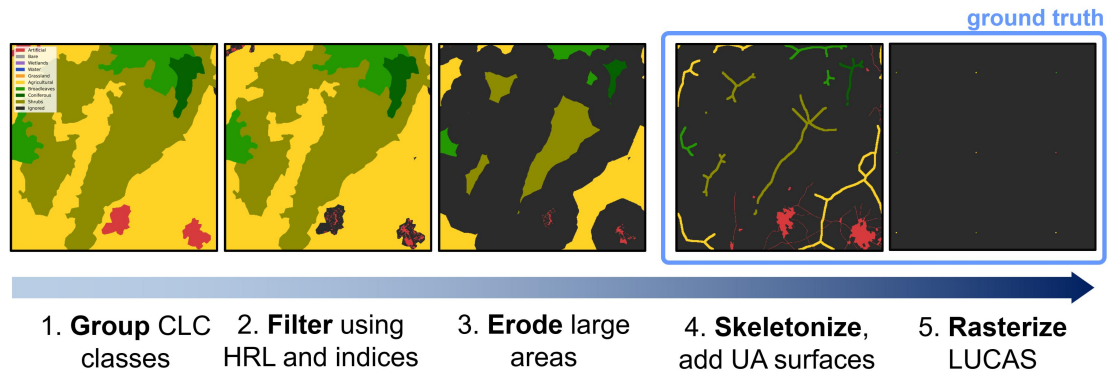 ground truth
Artificial
Bare
Wetlands
Water
Grassland
Agricultural
Broadleaves
Coniferous
Shrubs
Ignored
1. Group CLC
classes
2. Filter using
HRL and indices
3. Erode large
areas
4. Skeletonize,
add UA surfaces
5. Rasterize
LUCAS